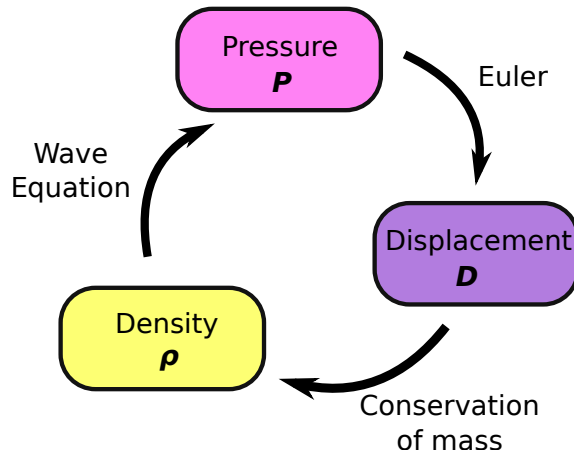 Pressure
P
Euler
Wave
Equation
Displacement
D
Density
ρ
Conservation
of mass